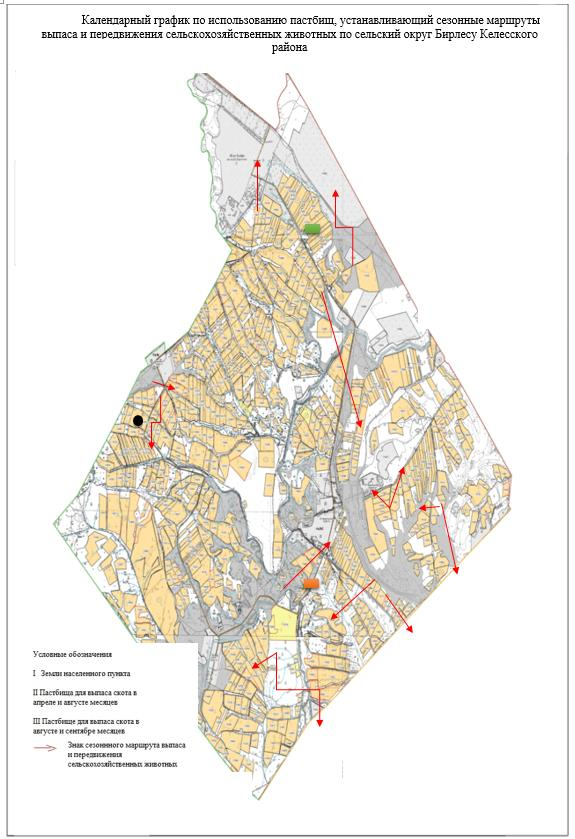 Календарный график по использованию пастбищ, устанавливающий сезонные маршруты
выпаса и передвижения сельскохозяйственных животных по сельский округ Бирлесу Келесского
района
Условные обозначения
I Земли населенного пункта
II Пастбища для выпаса скота в
апреле и августе месяцев
III Пастбище для выпаса скота в
августе и сентябре месяцев
Знак сезоннного маршрута выпаса
и передвижения
сельскохозяйственных животных